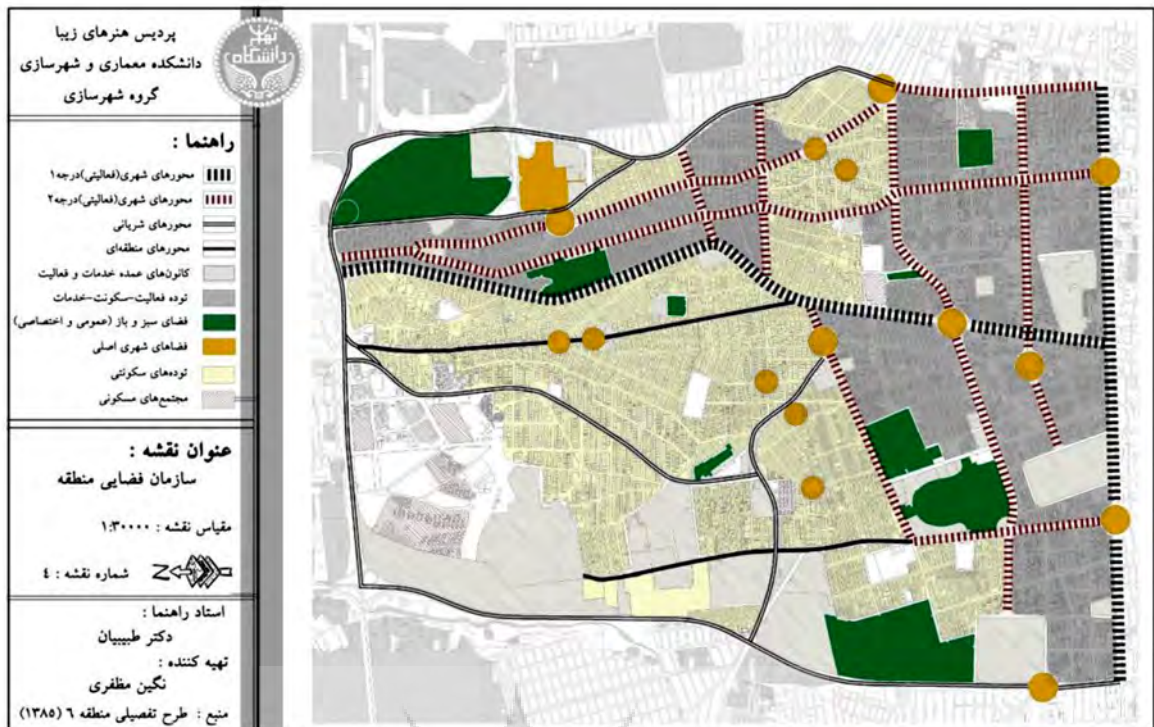 پردیس هنرهای زیبا
دانشکده معماری و شهرسازی
گروه شهرسازی
راهنما :
محورهای شهری(فعالیتی)درجه۱
محورهای شهری(فعالیتی)درجه۲
محورهای شریانی
محورهای منطقه‌ای
کانون‌های عمده خدمات و فعالیت
توده فعالیت-سکونت-خدمات
فضای سبز و باز (عمومی و اختصاصی)
فضاهای شهری اصلی
توده‌های سکونتی
مجتمع‌های مسکونی
عنوان نقشه :
سازمان فضایی منطقه
مقیاس نقشه : ۱:۳۰۰۰۰
شماره نقشه : ٤
N
استاد راهنما :
دکتر طبیبیان
تهیه کننده :
نگین مظفری
منبع : طرح تفصیلی منطقه ٦ (۱۳۸۵)